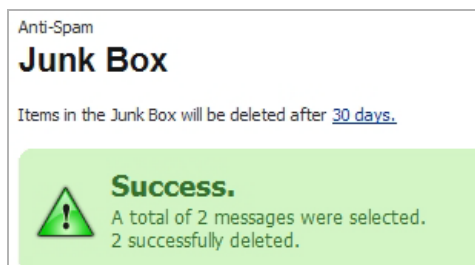 Anti-Spam
Junk Box
Items in the Junk Box will be deleted after 30 days.
Success.
A total of 2 messages were selected.
2 successfully deleted.